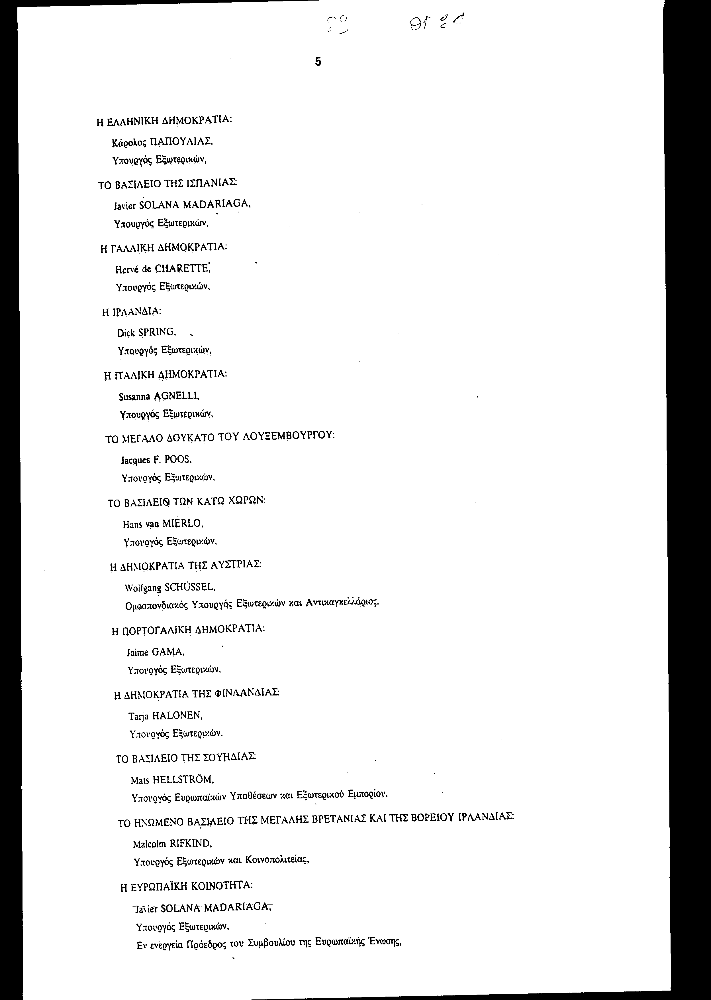 5
Η ΕΛΛΗΝΙΚΗ ΔΗΜΟΚΡΑΤΙΑ:
Κάρολος ΠΑΠΟΥΛΙΑΣ,
Υπουργός Εξωτερικών,
ΤΟ ΒΑΣΙΛΕΙΟ ΤΗΣ ΙΣΠΑΝΙΑΣ:
Javier SOLANA MADARIAGA,
Υπουργός Εξωτερικών,
Η ΓΑΛΛΙΚΗ ΔΗΜΟΚΡΑΤΙΑ:
Hervé de CHARETTE,
Υπουργός Εξωτερικών,
Η ΙΡΛΑΝΔΙΑ:
Dick SPRING,
Υπουργός Εξωτερικών,
Η ΙΤΑΛΙΚΗ ΔΗΜΟΚΡΑΤΙΑ:
Susanna AGNELLI,
Υπουργός Εξωτερικών,
ΤΟ ΜΕΓΑΛΟ ΔΟΥΚΑΤΟ ΤΟΥ ΛΟΥΞΕΜΒΟΥΡΓΟΥ:
Jacques F. POOS,
Υπουργός Εξωτερικών,
ΤΟ ΒΑΣΙΛΕΙΟ ΤΩΝ ΚΑΤΩ ΧΩΡΩΝ:
Hans van MIERLO,
Υπουργός Εξωτερικών,
Η ΔΗΜΟΚΡΑΤΙΑ ΤΗΣ ΑΥΣΤΡΙΑΣ:
Wolfgang SCHÜSSEL,
Ομοσπονδιακός Υπουργός Εξωτερικών και Αντικαγκελλάριος,
Η ΠΟΡΤΟΓΑΛΙΚΗ ΔΗΜΟΚΡΑΤΙΑ:
Jaime GAMA,
Υπουργός Εξωτερικών,
Η ΔΗΜΟΚΡΑΤΙΑ ΤΗΣ ΦΙΝΛΑΝΔΙΑΣ:
Tarja HALONEN,
Υπουργός Εξωτερικών,
ΤΟ ΒΑΣΙΛΕΙΟ ΤΗΣ ΣΟΥΗΔΙΑΣ:
Mats HELLSTRÖM,
Υπουργός Ευρωπαϊκών Υποθέσεων και Εξωτερικού Εμπορίου,
ΤΟ ΗΝΩΜΕΝΟ ΒΑΣΙΛΕΙΟ ΤΗΣ ΜΕΓΑΛΗΣ ΒΡΕΤΑΝΙΑΣ ΚΑΙ ΤΗΣ ΒΟΡΕΙΟΥ ΙΡΛΑΝΔΙΑΣ:
Malcolm RIFKIND,
Υπουργός Εξωτερικών και Κοινοπολιτείας,
Η ΕΥΡΩΠΑΪΚΗ ΚΟΙΝΟΤΗΤΑ:
Javier SOLANA MADARIAGA,
Υπουργός Εξωτερικών,
Εν ενεργεία Πρόεδρος του Συμβουλίου της Ευρωπαϊκής Ένωσης,